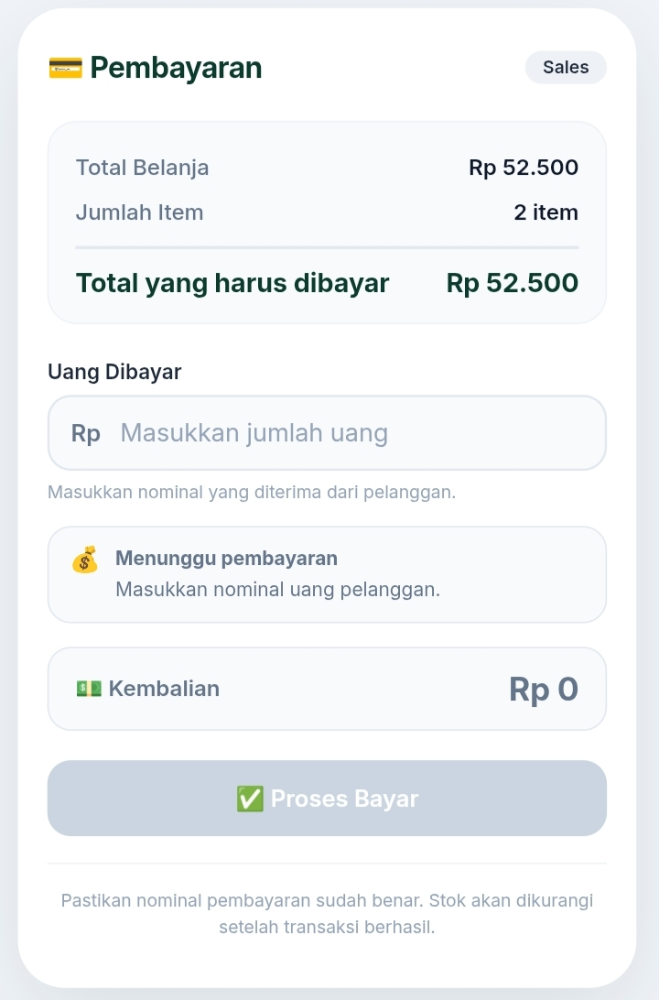 Pembayaran
Sales
Total Belanja Rp 52.500
Jumlah Item 2 item
Total yang harus dibayar Rp 52.500
Uang Dibayar
Rp Masukkan jumlah uang
Masukkan nominal yang diterima dari pelanggan.
Menunggu pembayaran
Masukkan nominal uang pelanggan.
Kembalian Rp 0
Proses Bayar
Pastikan nominal pembayaran sudah benar. Stok akan dikurangi
setelah transaksi berhasil.